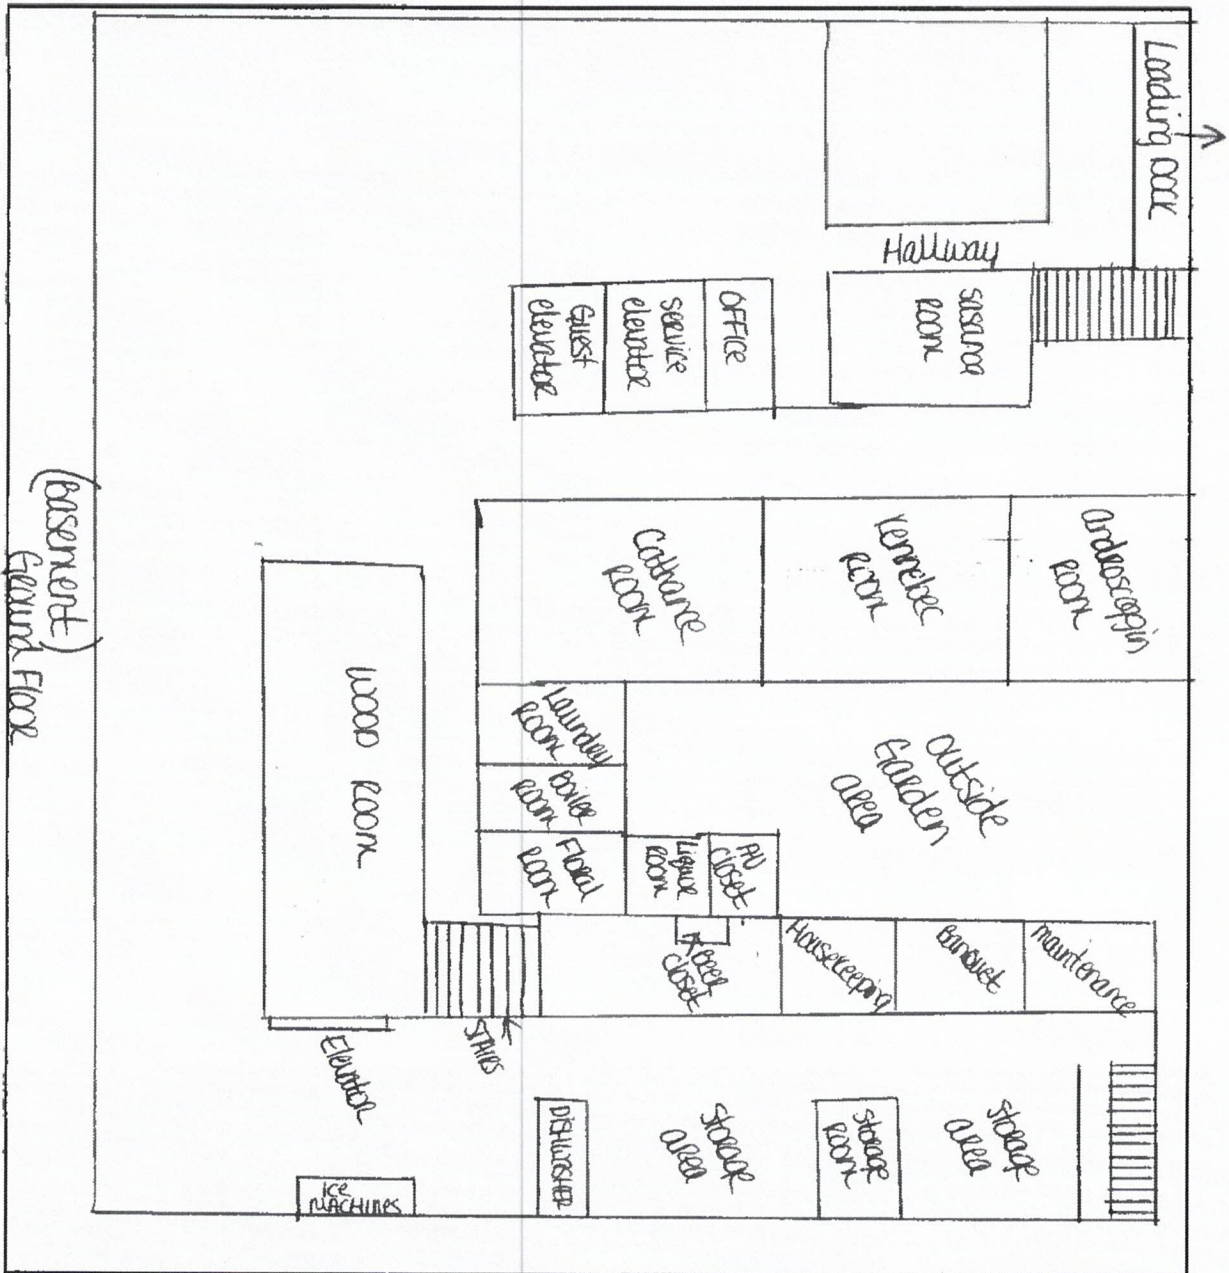 Loading Dock
Hallway
Sasanoa
Room
Office
Service
elevator
Guest
elevator
Androscoggin
Room
Kennebec
Room
Cathance
Room
Laundry
Room
Boiler
Room
Floral
Room
Liquor
Room
AV
Closet
Outside
Garden
area
Wood Room
Closet
Housekeeping
Banquet
Maintenance
Stairs
Elevator
Ice
Machines
Dishwasher
Storage
area
Storage
Room
Storage
area
(Basement)
Ground Floor